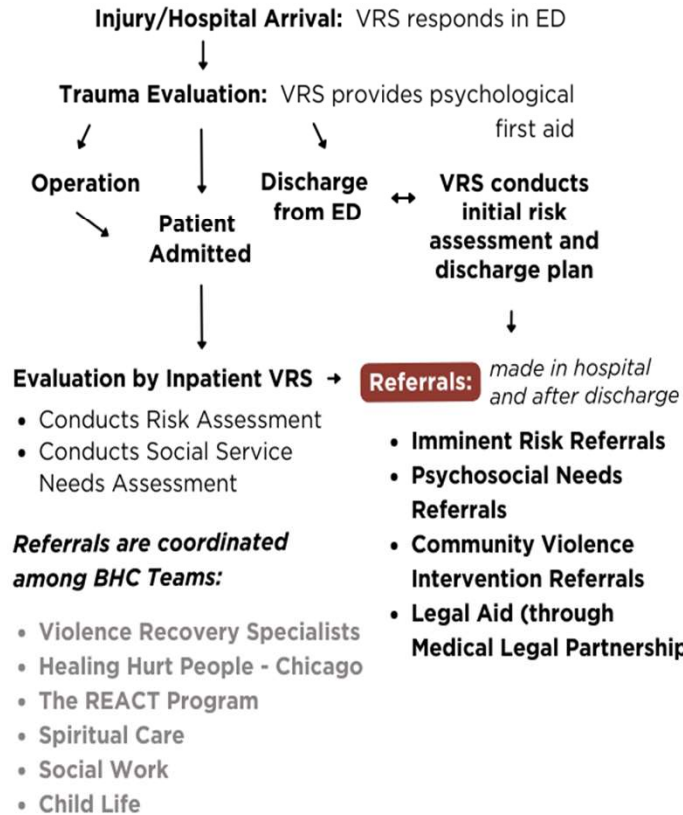 Injury/Hospital Arrival: VRS responds in ED
Trauma Evaluation: VRS provides psychological
first aid
Operation
Patient
Admitted
Discharge
from ED
VRS conducts
initial risk
assessment and
discharge plan
Evaluation by Inpatient VRS
• Conducts Risk Assessment
• Conducts Social Service
Needs Assessment
Referrals: made in hospital
and after discharge
• Imminent Risk Referrals
• Psychosocial Needs
Referrals
• Community Violence
Intervention Referrals
• Legal Aid (through
Medical Legal Partnership
Referrals are coordinated
among BHC Teams:
• Violence Recovery Specialists
• Healing Hurt People - Chicago
• The REACT Program
• Spiritual Care
• Social Work
• Child Life